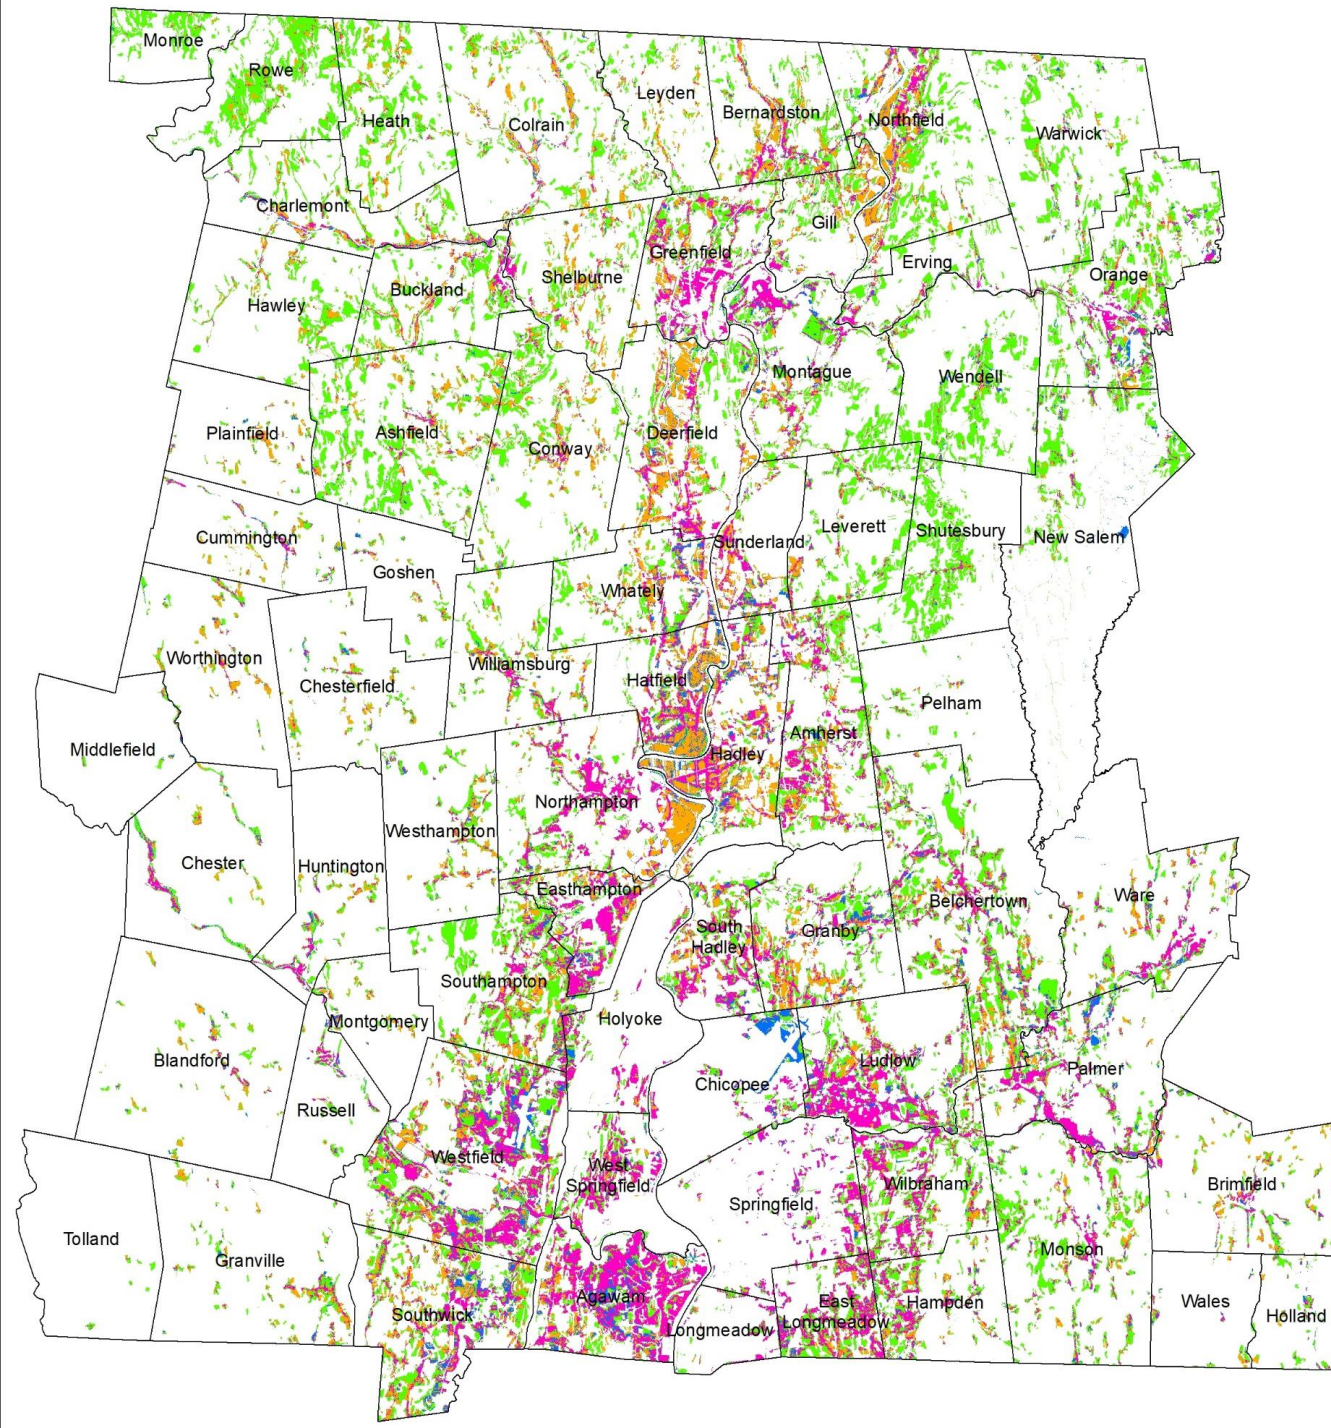 Monroe
Rowe
Heath
Colrain
Leyden
Bernardston
Northfield
Warwick
Charlemont
Greenfield
Gill
Erving
Orange
Hawley
Buckland
Shelburne
Montague
Wendell
Plainfield
Ashfield
Conway
Deerfield
Cummington
Goshen
Whately
Sunderland
Leverett
Shutesbury
New Salem
Worthington
Chesterfield
Williamsburg
Hatfield
Pelham
Middlefield
Hadley
Amherst
Westhampton
Northampton
Chester
Huntington
Easthampton
South
Hadley
Granby
Belchertown
Ware
Southampton
Holyoke
Montgomery
Blandford
Chicopee
Ludlow
Palmer
Russell
Westfield
West
Springfield
Springfield
Wilbraham
Brimfield
Tolland
Granville
Monson
Southwick
Agawam
Longmeadow
East
Longmeadow
Hampden
Wales
Holland